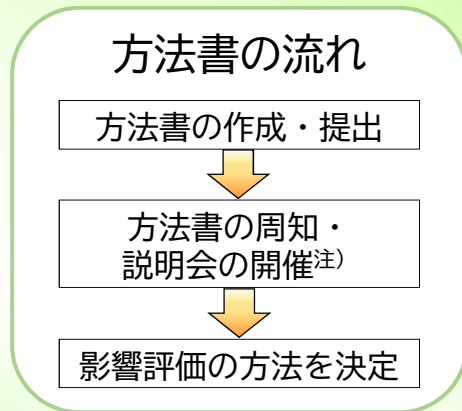 方法書の流れ
方法書の作成・提出
方法書の周知・
説明会の開催注)
影響評価の方法を決定